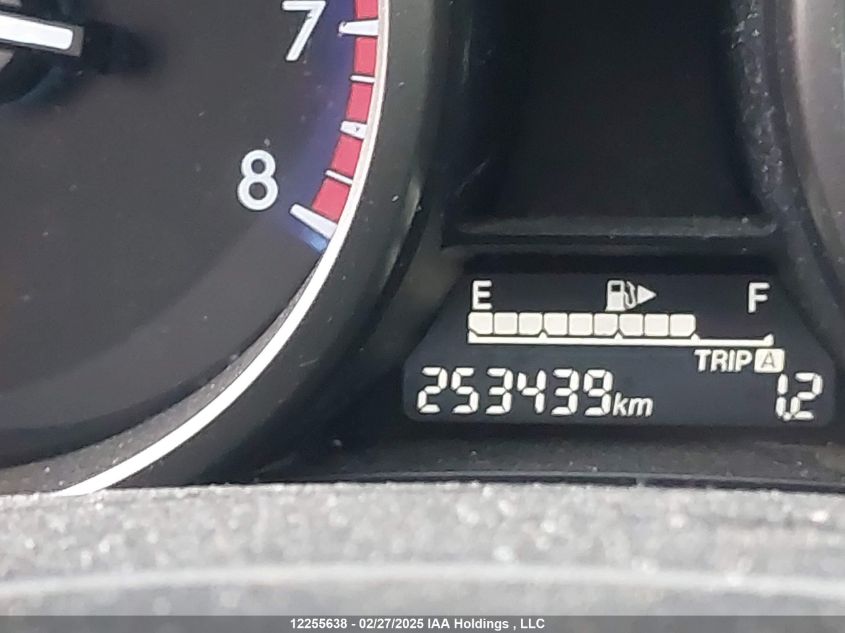 7
8
E F
TRIP A
253439km 1.2
12255638 - 02/27/2025 IAA Holdings , LLC